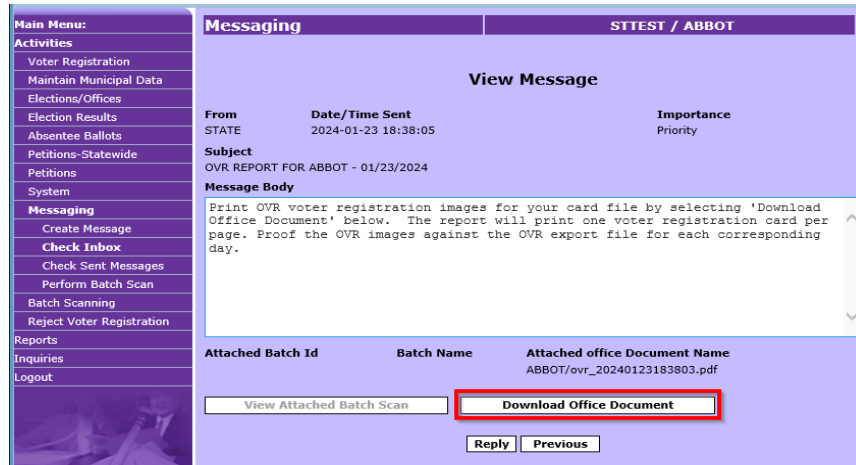 Main Menu:
Activities
Voter Registration
Maintain Municipal Data
Elections/Offices
Election Results
Absentee Ballots
Petitions-Statewide
Petitions
System
Messaging
Create Message
Check Inbox
Check Sent Messages
Perform Batch Scan
Batch Scanning
Reject Voter Registration
Reports
Inquiries
Logout
Messaging STTEST / ABBOT
View Message
From Date/Time Sent Importance
STATE 2024-01-23 18:38:05 Priority
Subject
OVR REPORT FOR ABBOT - 01/23/2024
Message Body
Print OVR voter registration images for your card file by selecting 'Download
Office Document' below.  The report will print one voter registration card per
page. Proof the OVR images against the OVR export file for each corresponding
day.
Attached Batch Id Batch Name Attached office Document Name
ABBOT/ovr_20240123183803.pdf
View Attached Batch Scan Download Office Document
Reply Previous